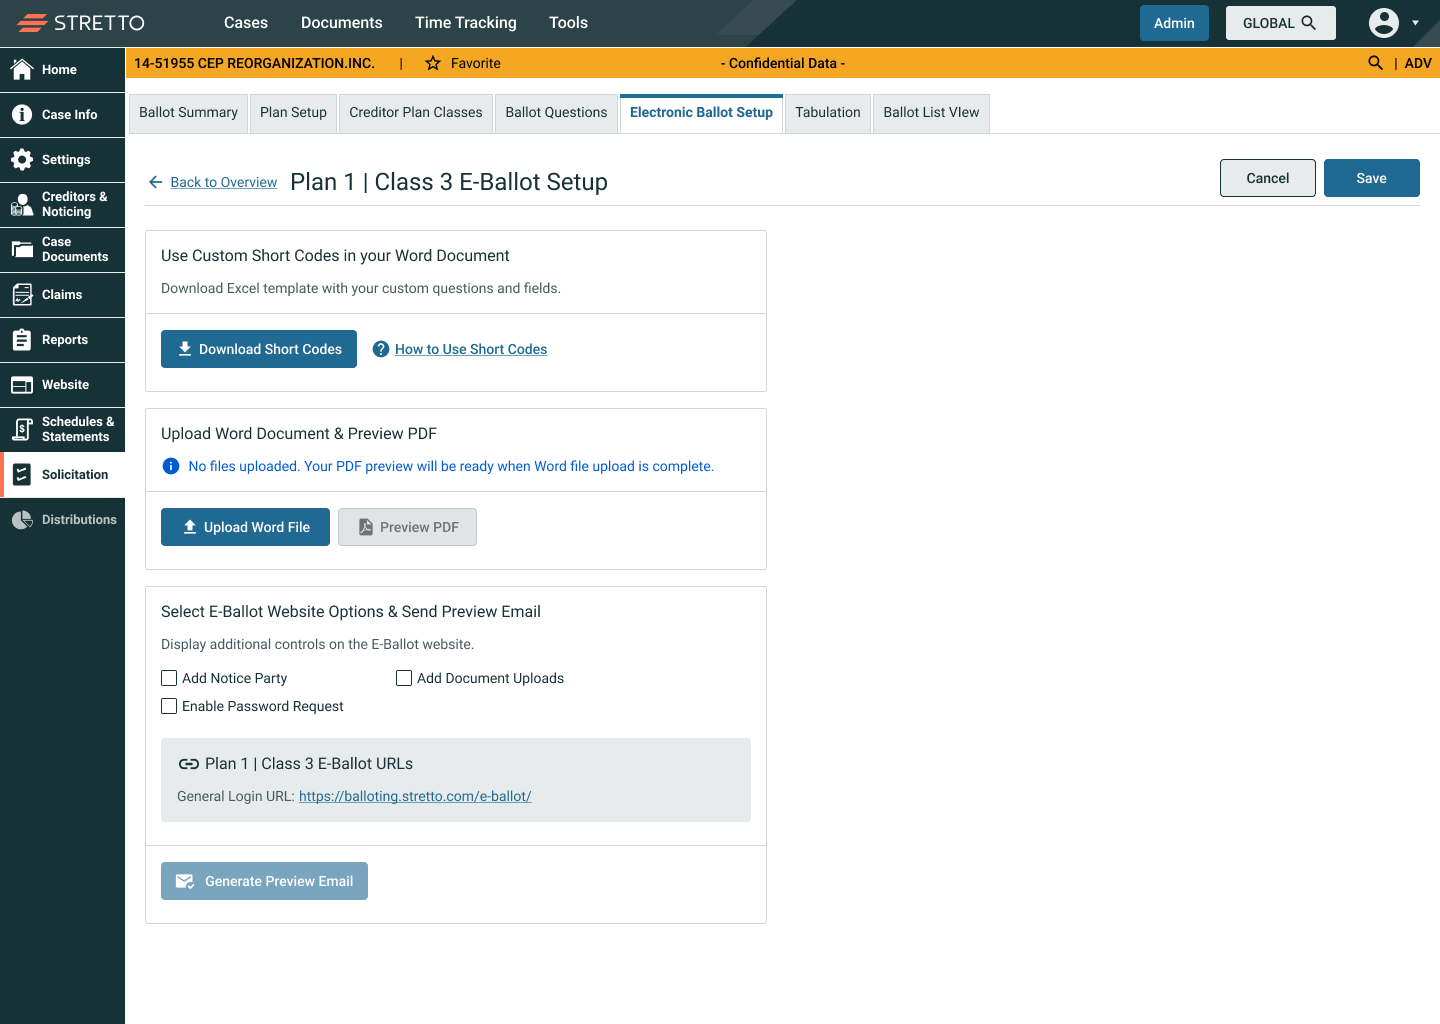 STRETTO
Cases
Documents
Time Tracking
Tools
Admin
GLOBAL
Home
Case Info
Settings
Creditors &
Noticing
Case
Documents
Claims
Reports
Website
Schedules &
Statements
Solicitation
Distributions
14-51955 CEP REORGANIZATION.INC. | Favorite
- Confidential Data -
| ADV
Ballot Summary
Plan Setup
Creditor Plan Classes
Ballot Questions
Electronic Ballot Setup
Tabulation
Ballot List VIew
Back to Overview
Plan 1 | Class 3 E-Ballot Setup
Cancel
Save
Use Custom Short Codes in your Word Document
Download Excel template with your custom questions and fields.
Download Short Codes
How to Use Short Codes
Upload Word Document & Preview PDF
No files uploaded. Your PDF preview will be ready when Word file upload is complete.
Upload Word File
Preview PDF
Select E-Ballot Website Options & Send Preview Email
Display additional controls on the E-Ballot website.
Add Notice Party
Add Document Uploads
Enable Password Request
Plan 1 | Class 3 E-Ballot URLs
General Login URL: https://balloting.stretto.com/e-ballot/
Generate Preview Email